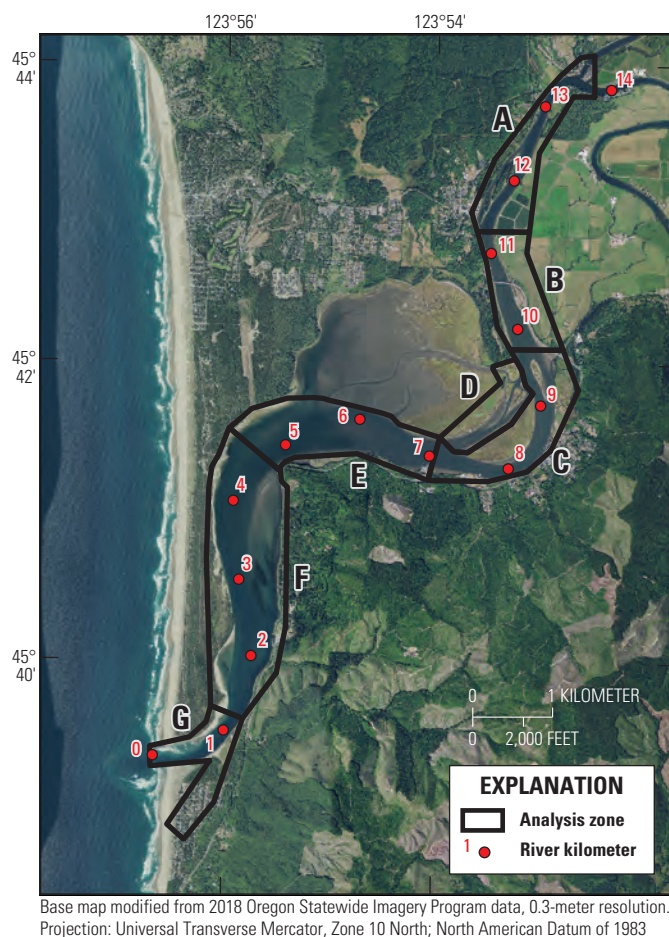 123°56'
123°54'
45°
44'
14
13
A
12
11
B
10
45°
42'
D
9
6
5
7
8
C
E
4
3
F
2
45°
40'
0
1 KILOMETER
G
0
2,000 FEET
1
0
EXPLANATION
Analysis zone
1
River kilometer
Base map modified from 2018 Oregon Statewide Imagery Program data, 0.3-meter resolution.
Projection: Universal Transverse Mercator, Zone 10 North; North American Datum of 1983